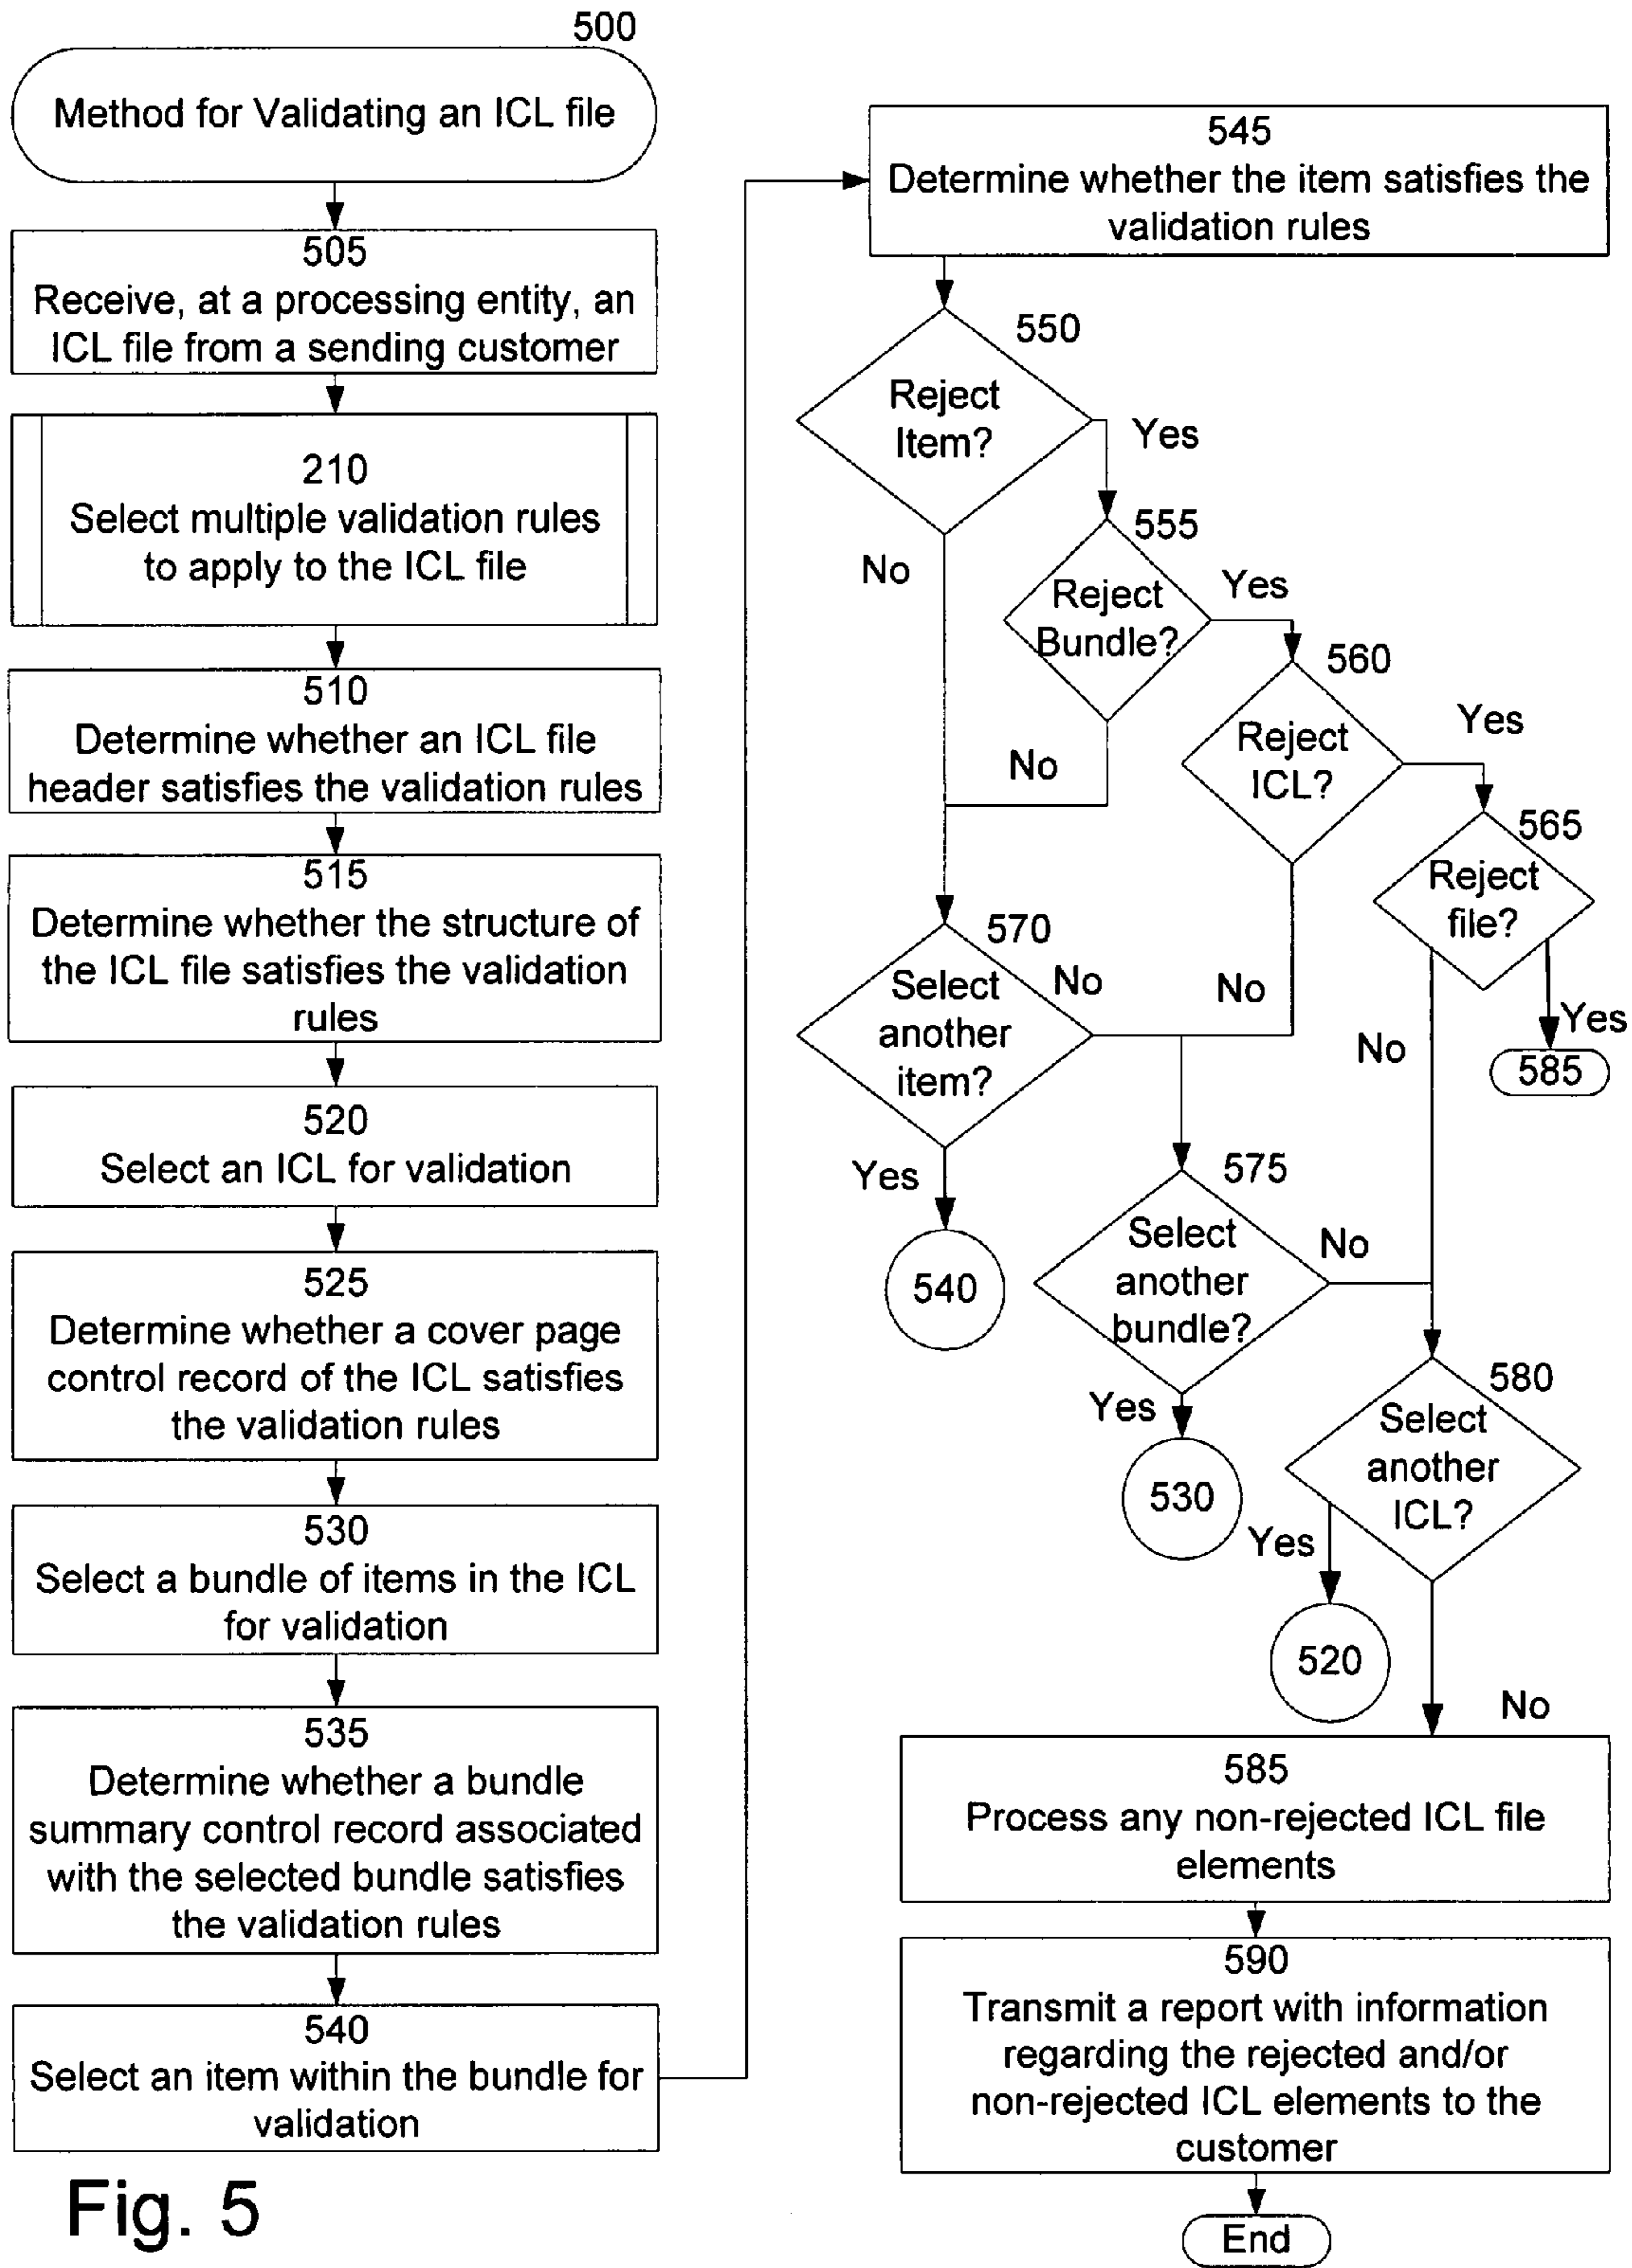 500
Method for Validating an ICL file
505
Receive, at a processing entity, an
ICL file from a sending customer
210
Select multiple validation rules
to apply to the ICL file
510
Determine whether an ICL file
header satisfies the validation rules
515
Determine whether the structure of
the ICL file satisfies the validation
rules
520
Select an ICL for validation
525
Determine whether a cover page
control record of the ICL satisfies
the validation rules
530
Select a bundle of items in the ICL
for validation
535
Determine whether a bundle
summary control record associated
with the selected bundle satisfies
the validation rules
540
Select an item within the bundle for
validation
545
Determine whether the item satisfies the
validation rules
550
Reject
Item?
Yes
No
555
Reject
Bundle?
Yes
No
560
Reject
ICL?
Yes
No
565
Reject
file?
Yes
585
No
570
Select
another
item?
No
Yes
540
575
Select
another
bundle?
No
Yes
530
580
Select
another
ICL?
Yes
520
No
585
Process any non-rejected ICL file
elements
590
Transmit a report with information
regarding the rejected and/or
non-rejected ICL elements to the
customer
End
Fig. 5